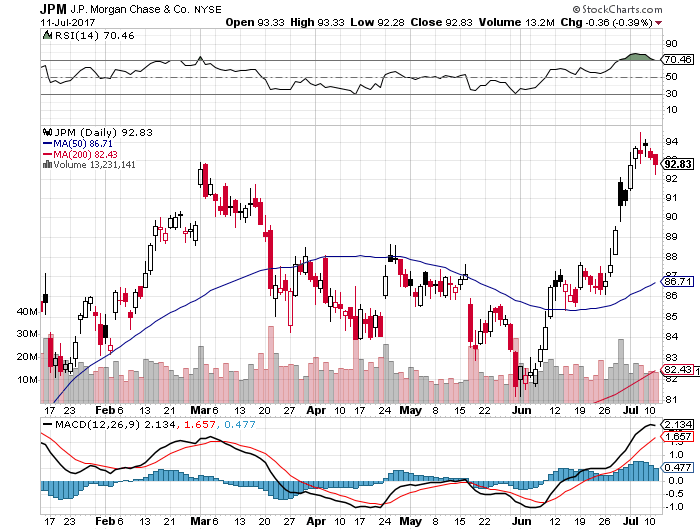 JPM J.P. Morgan Chase & Co. NYSE © StockCharts.com
11-Jul-2017 Open 93.33 High 93.33 Low 92.28 Close 92.83 Volume 13.2M Chg -0.36 (-0.39%)
RSI(14) 70.46
90
70.46
50
30
10
JPM (Daily) 92.83
MA(50) 86.71
MA(200) 82.43
Volume 13,231,141
94
92.83
92
91
90
89
88
87
86.71
86
85
84
83
82.43
82
81
40M
30M
20M
10M
17 23 Feb 6 13 21 27 Mar 6 13 20 27 Apr 10 17 24 May 8 15 22 Jun 5 12 19 26 Jul 10
MACD(12,26,9) 2.134, 1.657, 0.477
2.134
1.657
0.477
0.0
-0.5
-1.0
17 23 Feb 6 13 21 27 Mar 6 13 20 27 Apr 10 17 24 May 8 15 22 Jun 5 12 19 26 Jul 10